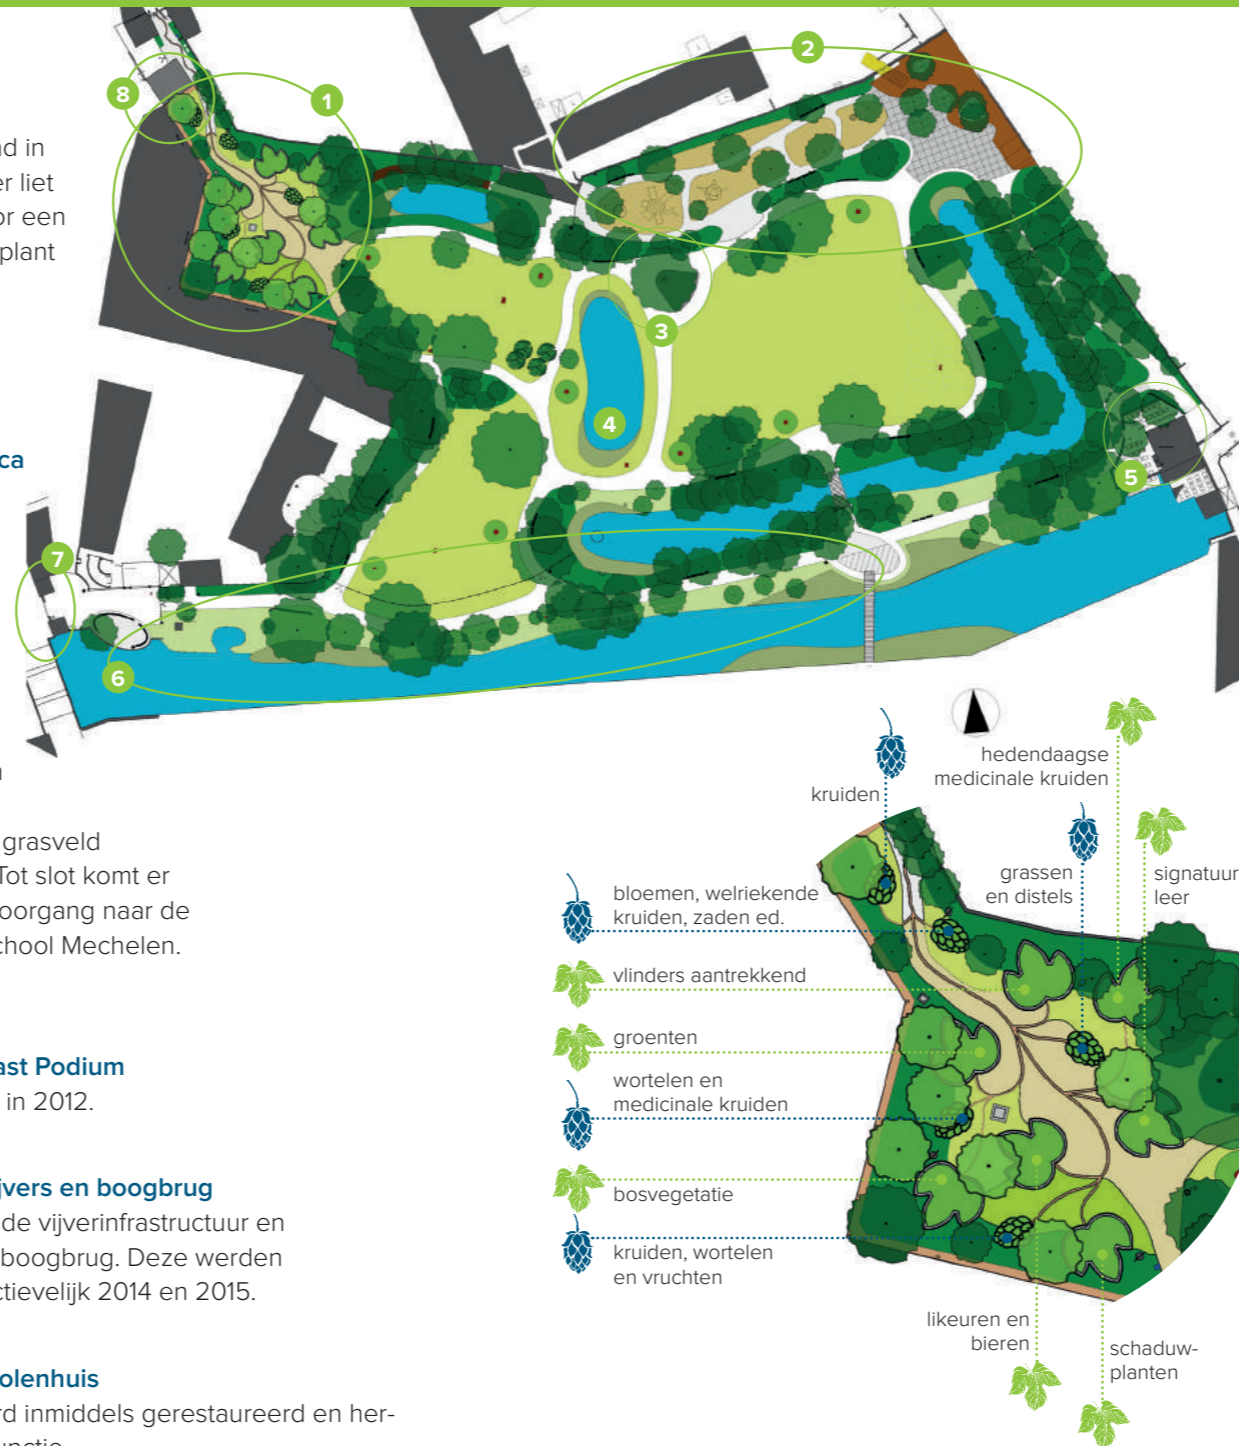 8
1
2
3
4
5
7
6
d in
er liet
or een
plant
ca
grasveld
Tot slot komt er
oorgang naar de
chool Mechelen.
ast Podium
in 2012.
jvers en boogbrug
de vijverinfrastructuur en
boogbrug. Deze werden
ctievelijk 2014 en 2015.
olenhuis
rd inmiddels gerestaureerd en her-
unctie.
kruiden
hedendaagse
medicinale kruiden
grassen
en distels
signatuur
leer
bloemen, welriekende
kruiden, zaden ed.
vlinders aantrekkend
groenten
wortelen en
medicinale kruiden
bosvegetatie
kruiden, wortelen
en vruchten
likeuren en
bieren
schaduw-
planten